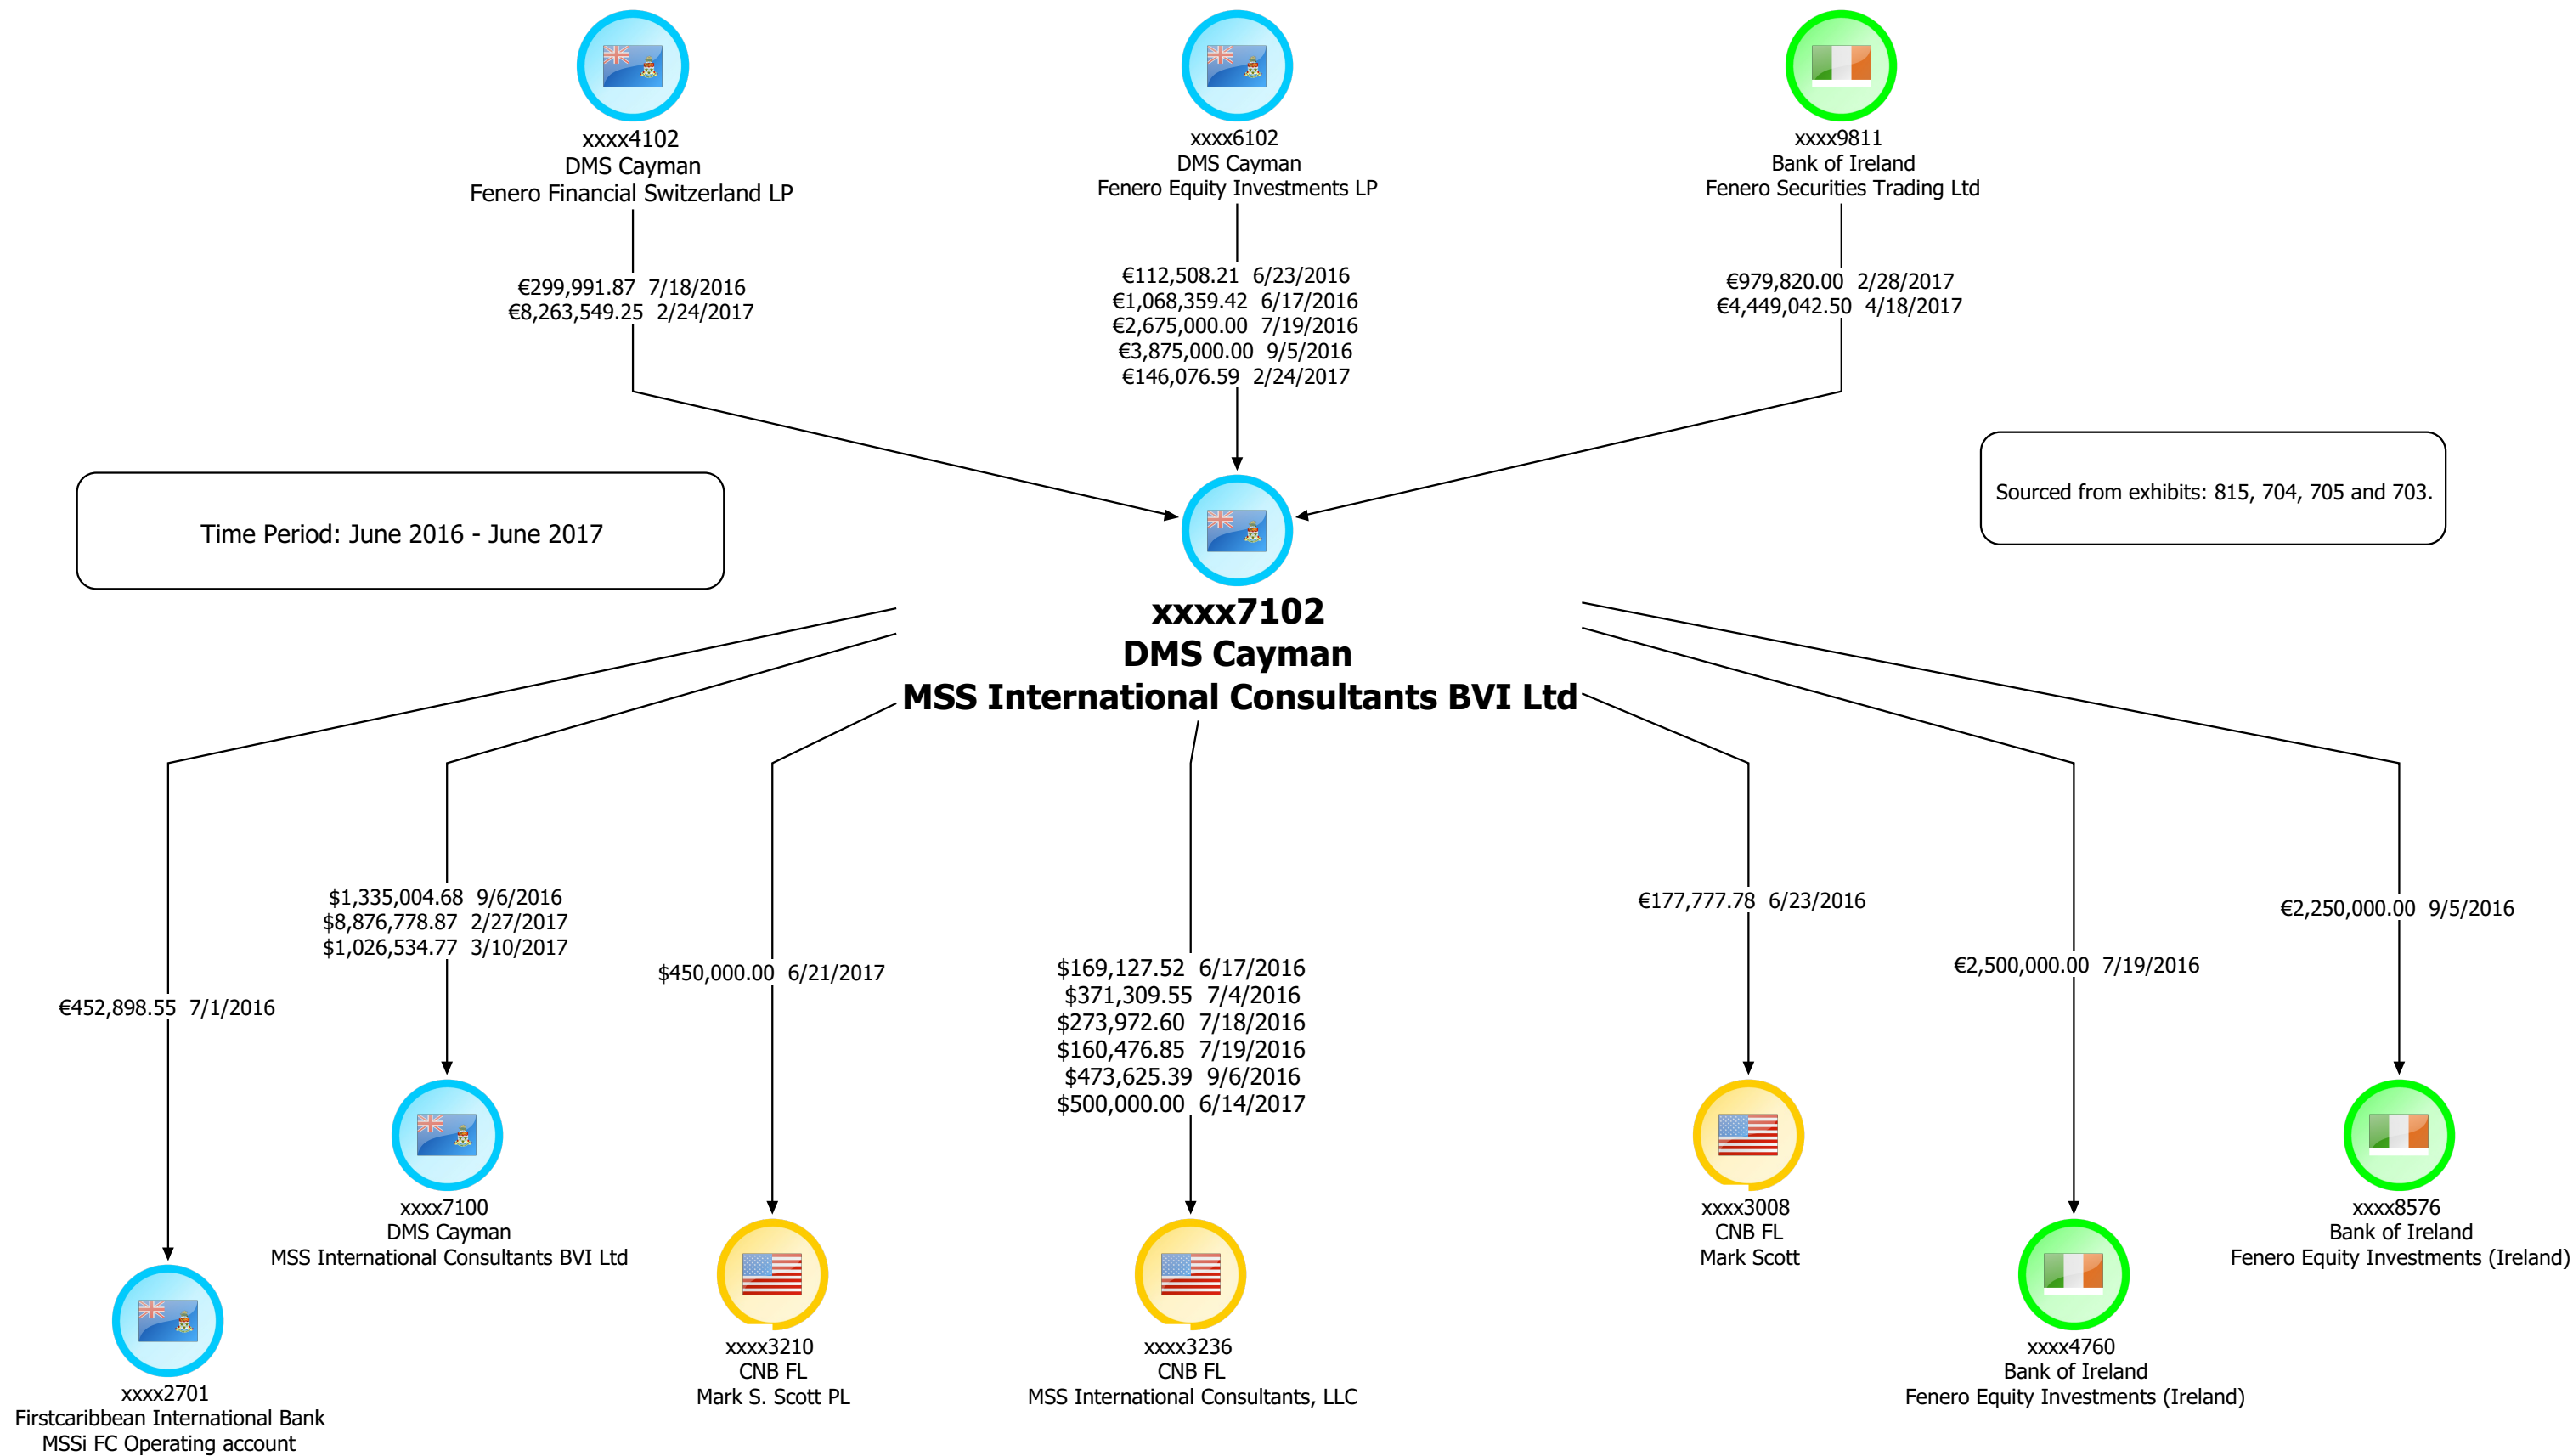 xxxx4102
DMS Cayman
Fenero Financial Switzerland LP
xxxx6102
DMS Cayman
Fenero Equity Investments LP
xxxx9811
Bank of Ireland
Fenero Securities Trading Ltd
€299,991.87 7/18/2016
€8,263,549.25 2/24/2017
€112,508.21 6/23/2016
€1,068,359.42 6/17/2016
€2,675,000.00 7/19/2016
€3,875,000.00 9/5/2016
€146,076.59 2/24/2017
€979,820.00 2/28/2017
€4,449,042.50 4/18/2017
Time Period: June 2016 - June 2017
Sourced from exhibits: 815, 704, 705 and 703.
xxxx7102
DMS Cayman
MSS International Consultants BVI Ltd
€452,898.55 7/1/2016
$1,335,004.68 9/6/2016
$8,876,778.87 2/27/2017
$1,026,534.77 3/10/2017
$450,000.00 6/21/2017
$169,127.52 6/17/2016
$371,309.55 7/4/2016
$273,972.60 7/18/2016
$160,476.85 7/19/2016
$473,625.39 9/6/2016
$500,000.00 6/14/2017
€177,777.78 6/23/2016
€2,500,000.00 7/19/2016
€2,250,000.00 9/5/2016
xxxx2701
Firstcaribbean International Bank
MSSi FC Operating account
xxxx7100
DMS Cayman
MSS International Consultants BVI Ltd
xxxx3210
CNB FL
Mark S. Scott PL
xxxx3236
CNB FL
MSS International Consultants, LLC
xxxx3008
CNB FL
Mark Scott
xxxx4760
Bank of Ireland
Fenero Equity Investments (Ireland)
xxxx8576
Bank of Ireland
Fenero Equity Investments (Ireland)